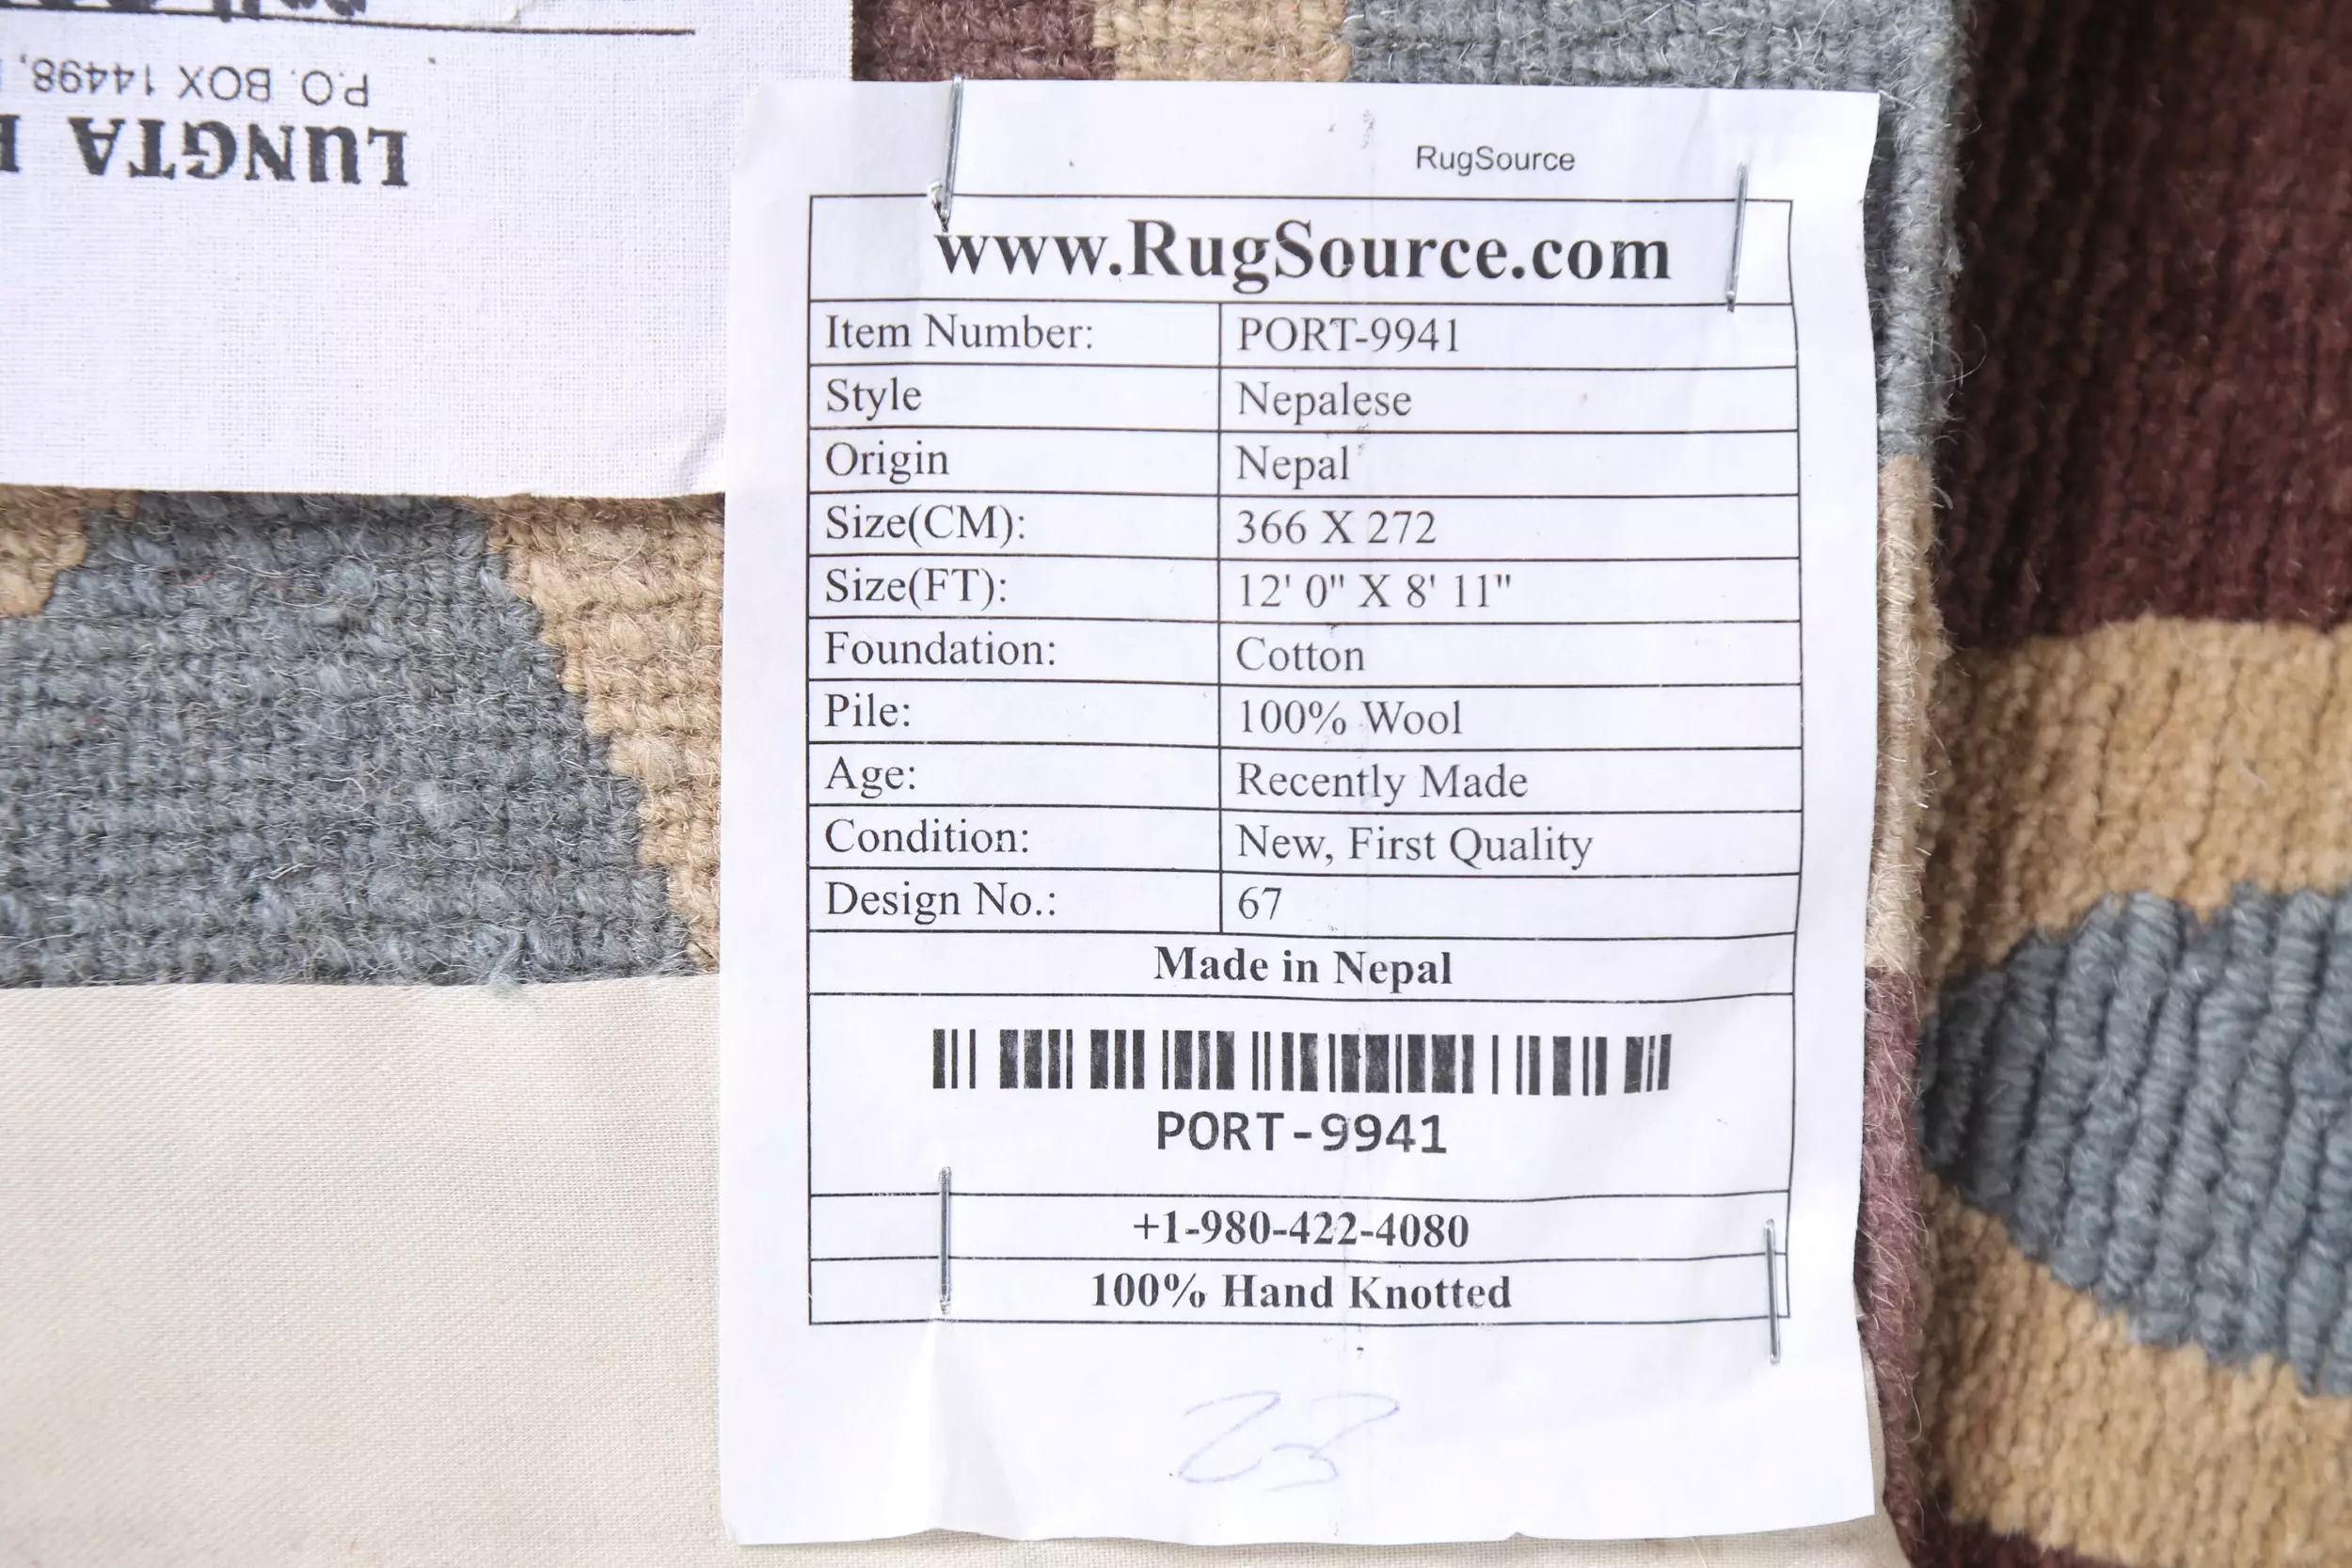 P.O. BOX 14498,
LUNGTA
RugSource
www.RugSource.com
Item Number: PORT-9941
Style Nepalese
Origin Nepal
Size(CM): 366 X 272
Size(FT): 12' 0" X 8' 11"
Foundation: Cotton
Pile: 100% Wool
Age: Recently Made
Condition: New, First Quality
Design No.: 67
Made in Nepal
PORT-9941
+1-980-422-4080
100% Hand Knotted
23